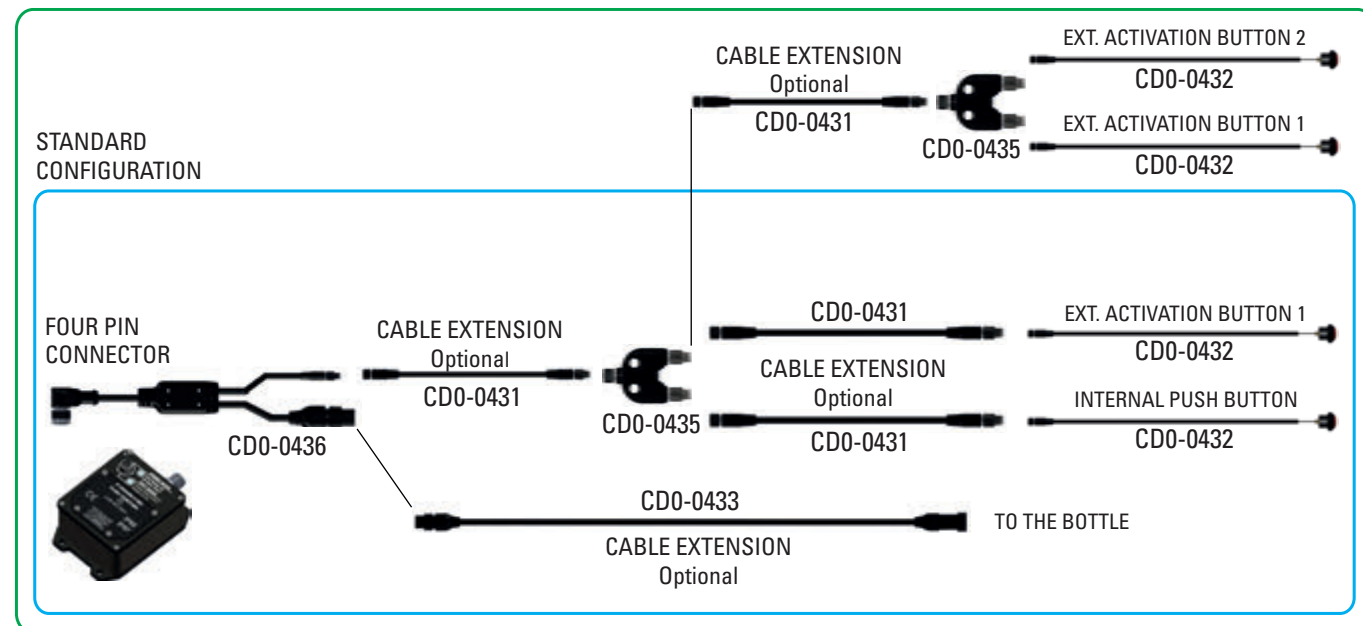 EXT. ACTIVATION BUTTON 2
CD0-0432
CABLE EXTENSION
Optional
CD0-0431
CD0-0435
EXT. ACTIVATION BUTTON 1
CD0-0432
STANDARD
CONFIGURATION
FOUR PIN
CONNECTOR
CD0-0436
CABLE EXTENSION
Optional
CD0-0431
CD0-0435
CD0-0431
CABLE EXTENSION
Optional
CD0-0431
EXT. ACTIVATION BUTTON 1
CD0-0432
INTERNAL PUSH BUTTON
CD0-0432
CD0-0433
CABLE EXTENSION
Optional
TO THE BOTTLE